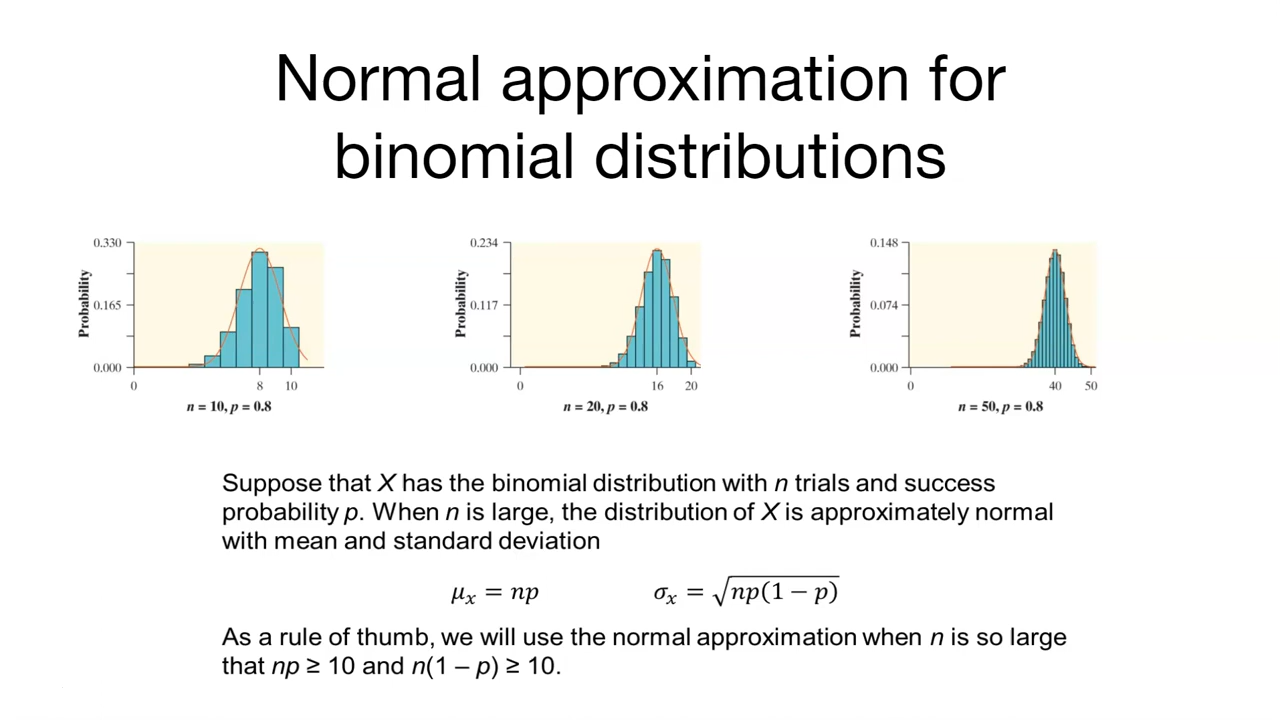 Normal approximation for
binomial distributions
0.330
0.165
0.000
Probability
0
8
10
n = 10, p = 0.8
0.234
0.117
0.000
Probability
0
16
20
n = 20, p = 0.8
0.148
0.074
0.000
Probability
0
40
50
n = 50, p = 0.8
Suppose that X has the binomial distribution with n trials and success
probability p. When n is large, the distribution of X is approximately normal
with mean and standard deviation
μₓ = np
σₓ = √np(1 − p)
As a rule of thumb, we will use the normal approximation when n is so large
that np ≥ 10 and n(1 – p) ≥ 10.